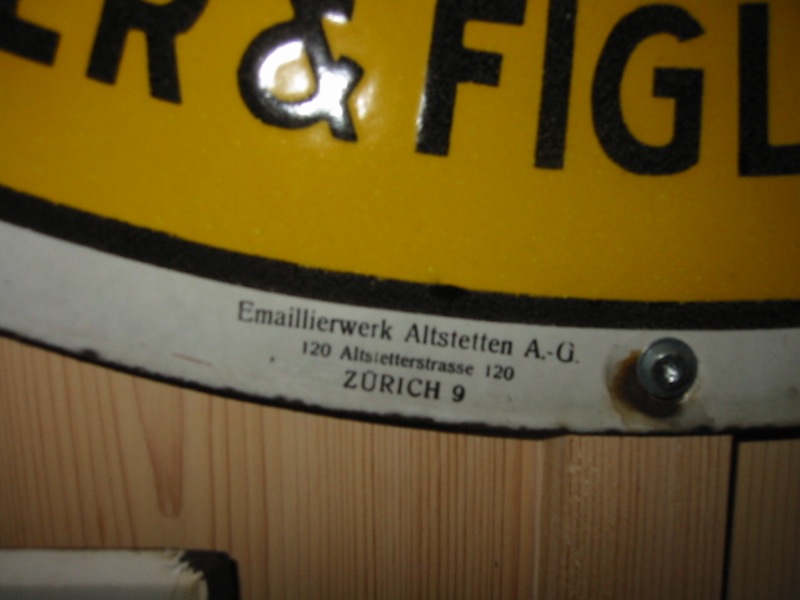 ER & FIGL
Emaillierwerk Altstetten A.-G.
120 Altstetterstrasse 120
ZÜRICH 9